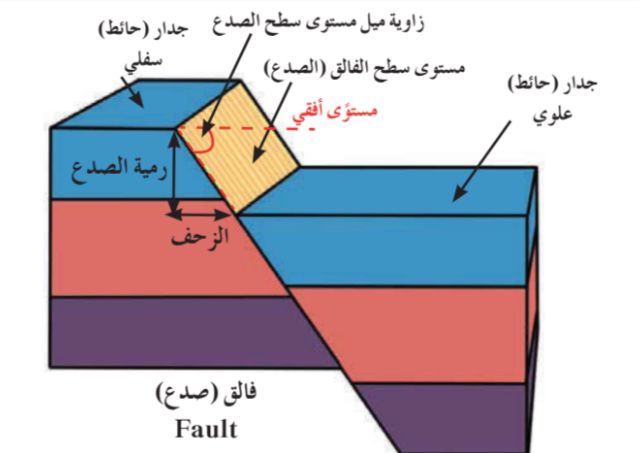 زاوية ميل مستوى سطح الصدع
جدار (حائط)
سفلي
مستوى سطح الفالق (الصدع)
جدار (حائط)
علوي
مستوًى أفقي
رمية الصدع
الزحف
فالق (صدع)
Fault